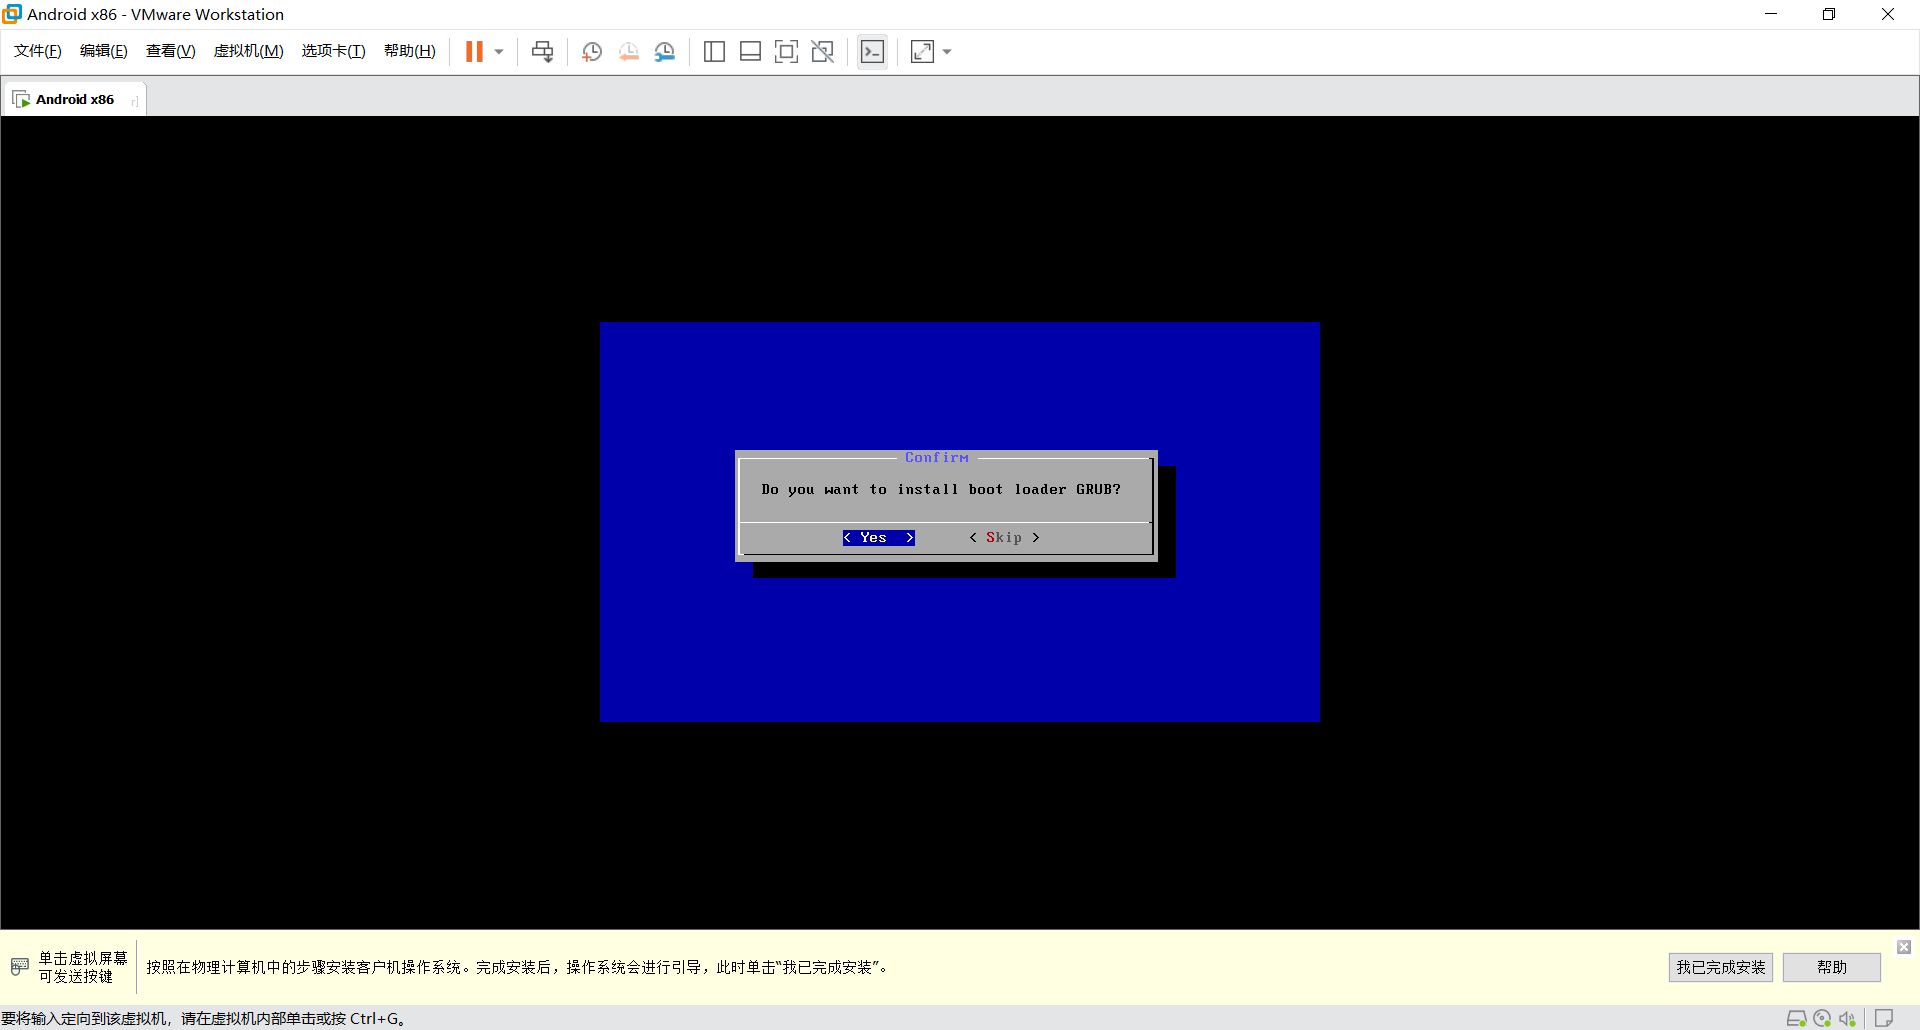 Android x86 - VMware Workstation
文件(F) 编辑(E) 查看(V) 虚拟机(M) 选项卡(T) 帮助(H)
Android x86
Confirm
Do you want to install boot loader GRUB?
< Yes > < Skip >
单击虚拟屏幕
可发送按键
按照在物理计算机中的步骤安装客户机操作系统。完成安装后，操作系统会进行引导，此时单击“我已完成安装”。
我已完成安装 帮助
要将输入定向到该虚拟机，请在虚拟机内部单击或按 Ctrl+G。